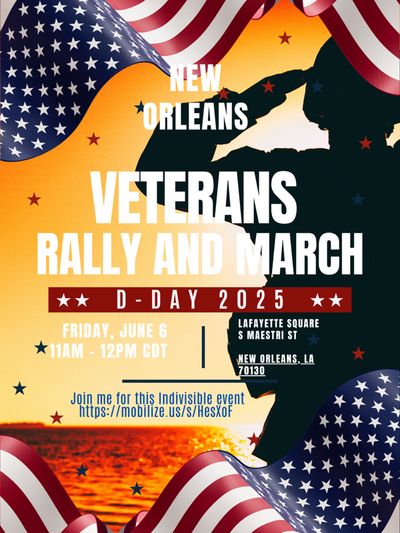 NEW
ORLEANS
VETERANS
RALLY AND MARCH
D-DAY 2025
FRIDAY, JUNE 6
11AM - 12PM CDT
LAFAYETTE SQUARE
S MAESTRI ST
NEW ORLEANS, LA
70130
Join me for this Indivisible event
https://mobilize.us/s/HesXoF